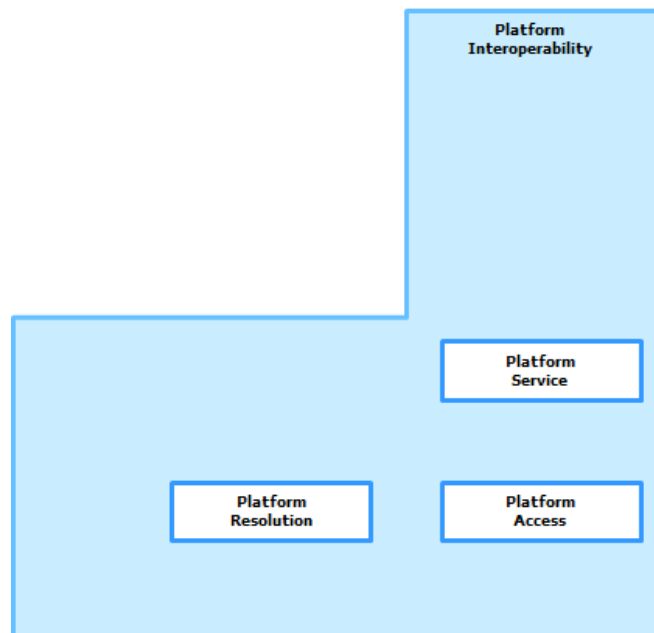 Platform
Interoperability
Platform
Service
Platform
Resolution
Platform
Access